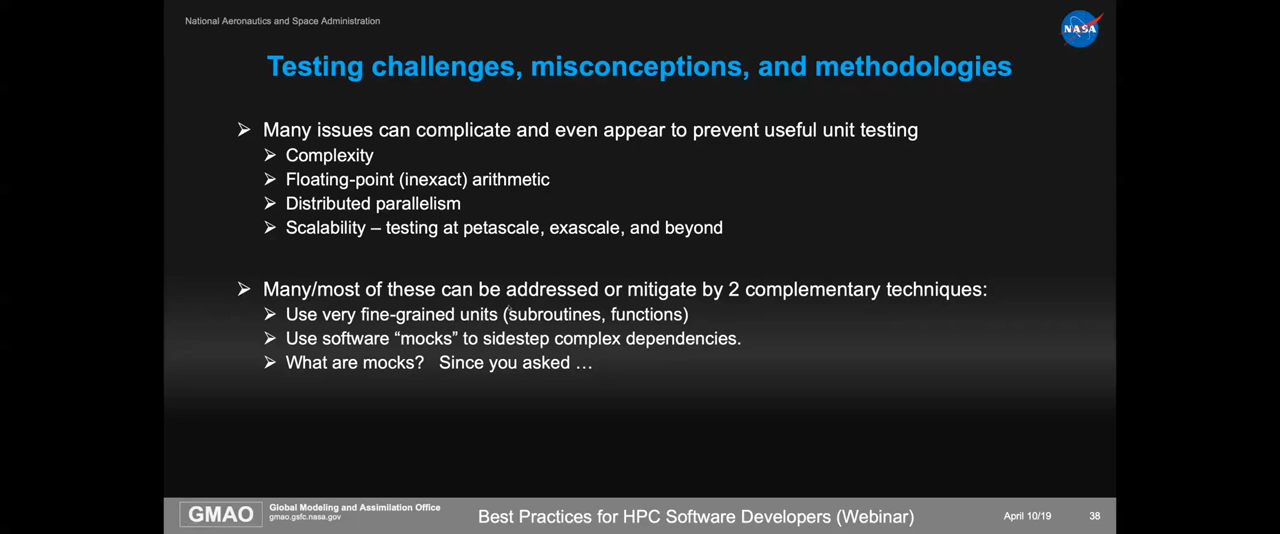 National Aeronautics and Space Administration
NASA
Testing challenges, misconceptions, and methodologies
Many issues can complicate and even appear to prevent useful unit testing
Complexity
Floating-point (inexact) arithmetic
Distributed parallelism
Scalability – testing at petascale, exascale, and beyond
Many/most of these can be addressed or mitigate by 2 complementary techniques:
Use very fine-grained units (subroutines, functions)
Use software “mocks” to sidestep complex dependencies.
What are mocks? Since you asked …
GMAO
Global Modeling and Assimilation Office
gmao.gsfc.nasa.gov
Best Practices for HPC Software Developers (Webinar)
April 10/19
38